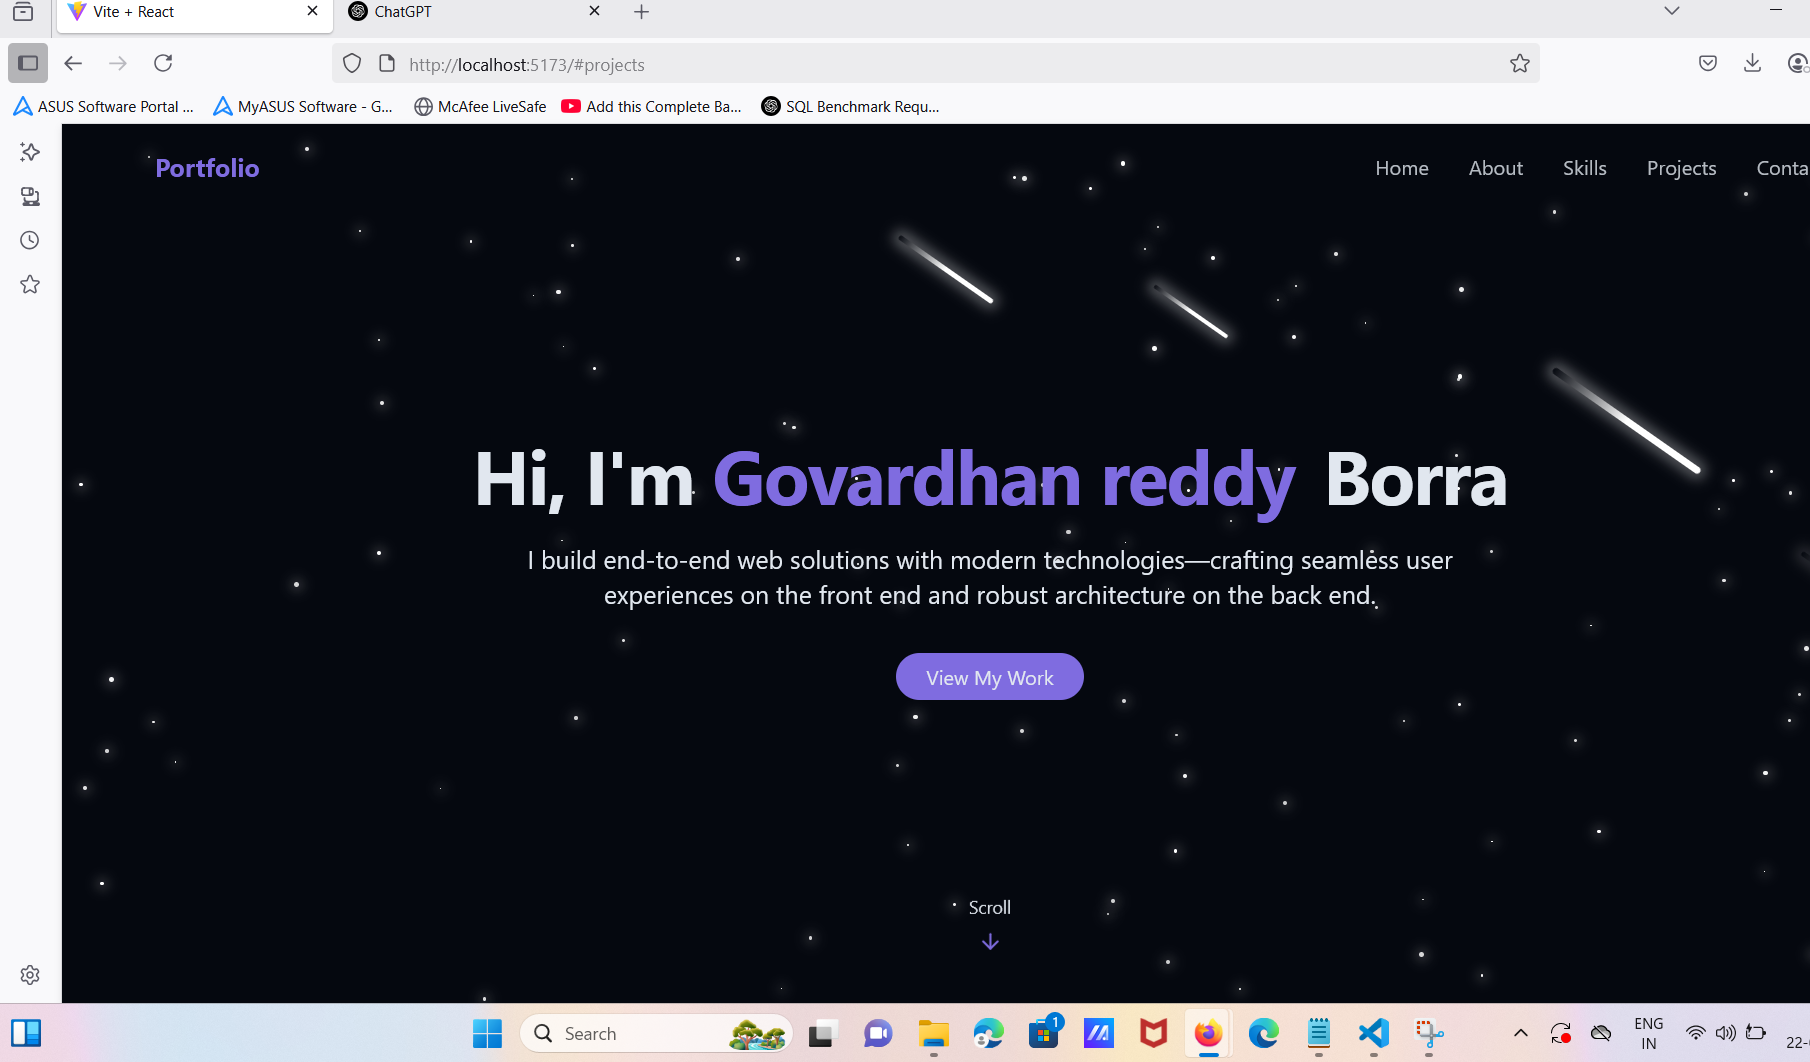 Vite + React
ChatGPT
http://localhost:5173/#projects
ASUS Software Portal ...
MyASUS Software - G...
McAfee LiveSafe
Add this Complete Ba...
SQL Benchmark Requ...
Portfolio
Home
About
Skills
Projects
Conta
Hi, I'm Govardhan reddy Borra
I build end-to-end web solutions with modern technologies—crafting seamless user
experiences on the front end and robust architecture on the back end.
View My Work
Scroll
Search
1
ENG
IN
22-